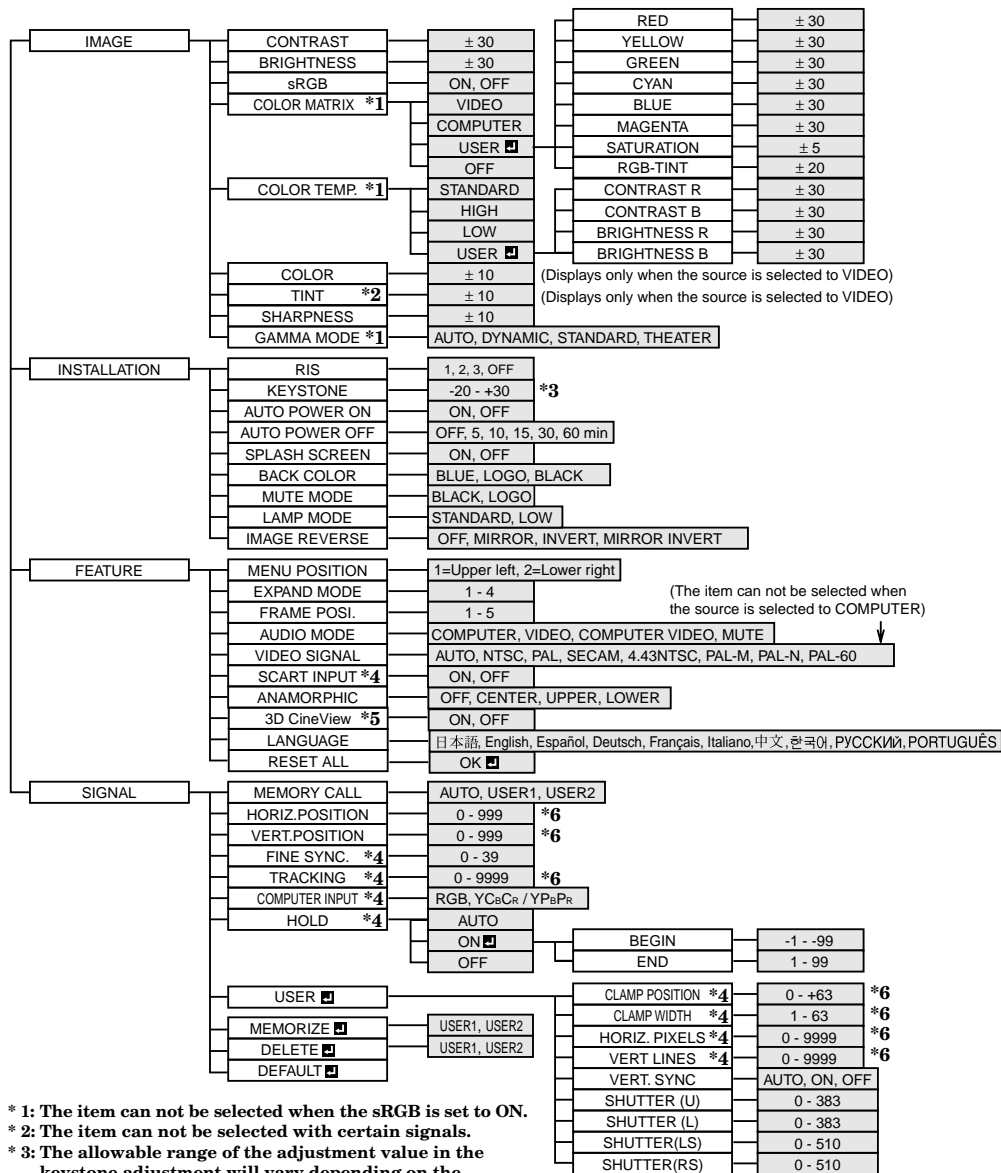 RED ± 30
IMAGE CONTRAST ± 30 YELLOW ± 30
BRIGHTNESS ± 30 GREEN ± 30
sRGB ON, OFF CYAN ± 30
COLOR MATRIX *1 VIDEO BLUE ± 30
COMPUTER MAGENTA ± 30
USER SATURATION ± 5
OFF RGB-TINT ± 20
COLOR TEMP. *1 STANDARD CONTRAST R ± 30
HIGH CONTRAST B ± 30
LOW BRIGHTNESS R ± 30
USER BRIGHTNESS B ± 30
COLOR ± 10 (Displays only when the source is selected to VIDEO)
TINT *2 ± 10 (Displays only when the source is selected to VIDEO)
SHARPNESS ± 10
GAMMA MODE *1 AUTO, DYNAMIC, STANDARD, THEATER
INSTALLATION RIS 1, 2, 3, OFF
KEYSTONE -20 - +30 *3
AUTO POWER ON ON, OFF
AUTO POWER OFF OFF, 5, 10, 15, 30, 60 min
SPLASH SCREEN ON, OFF
BACK COLOR BLUE, LOGO, BLACK
MUTE MODE BLACK, LOGO
LAMP MODE STANDARD, LOW
IMAGE REVERSE OFF, MIRROR, INVERT, MIRROR INVERT
FEATURE MENU POSITION 1=Upper left, 2=Lower right
EXPAND MODE 1 - 4 (The item can not be selected when
FRAME POSI. 1 - 5 the source is selected to COMPUTER)
AUDIO MODE COMPUTER, VIDEO, COMPUTER VIDEO, MUTE
VIDEO SIGNAL AUTO, NTSC, PAL, SECAM, 4.43NTSC, PAL-M, PAL-N, PAL-60
SCART INPUT *4 ON, OFF
ANAMORPHIC OFF, CENTER, UPPER, LOWER
3D CineView *5 ON, OFF
LANGUAGE 日本語, English, Español, Deutsch, Français, Italiano,中文,한국어,РУССКИЙ,PORTUGUÊS
RESET ALL OK
SIGNAL MEMORY CALL AUTO, USER1, USER2
HORIZ.POSITION 0 - 999 *6
VERT.POSITION 0 - 999 *6
FINE SYNC. *4 0 - 39
TRACKING *4 0 - 9999 *6
COMPUTER INPUT *4 RGB, YCBCR / YPBPR
HOLD *4 AUTO
ON BEGIN -1 - -99
OFF END 1 - 99
USER CLAMP POSITION *4 0 - +63 *6
CLAMP WIDTH *4 1 - 63 *6
MEMORIZE USER1, USER2 HORIZ. PIXELS *4 0 - 9999 *6
DELETE USER1, USER2 VERT LINES *4 0 - 9999 *6
DEFAULT VERT. SYNC AUTO, ON, OFF
SHUTTER (U) 0 - 383
SHUTTER (L) 0 - 383
SHUTTER(LS) 0 - 510
SHUTTER(RS) 0 - 510
* 1: The item can not be selected when the sRGB is set to ON.
* 2: The item can not be selected with certain signals.
* 3: The allowable range of the adjustment value in the
keystone adjustment will vary depending on the